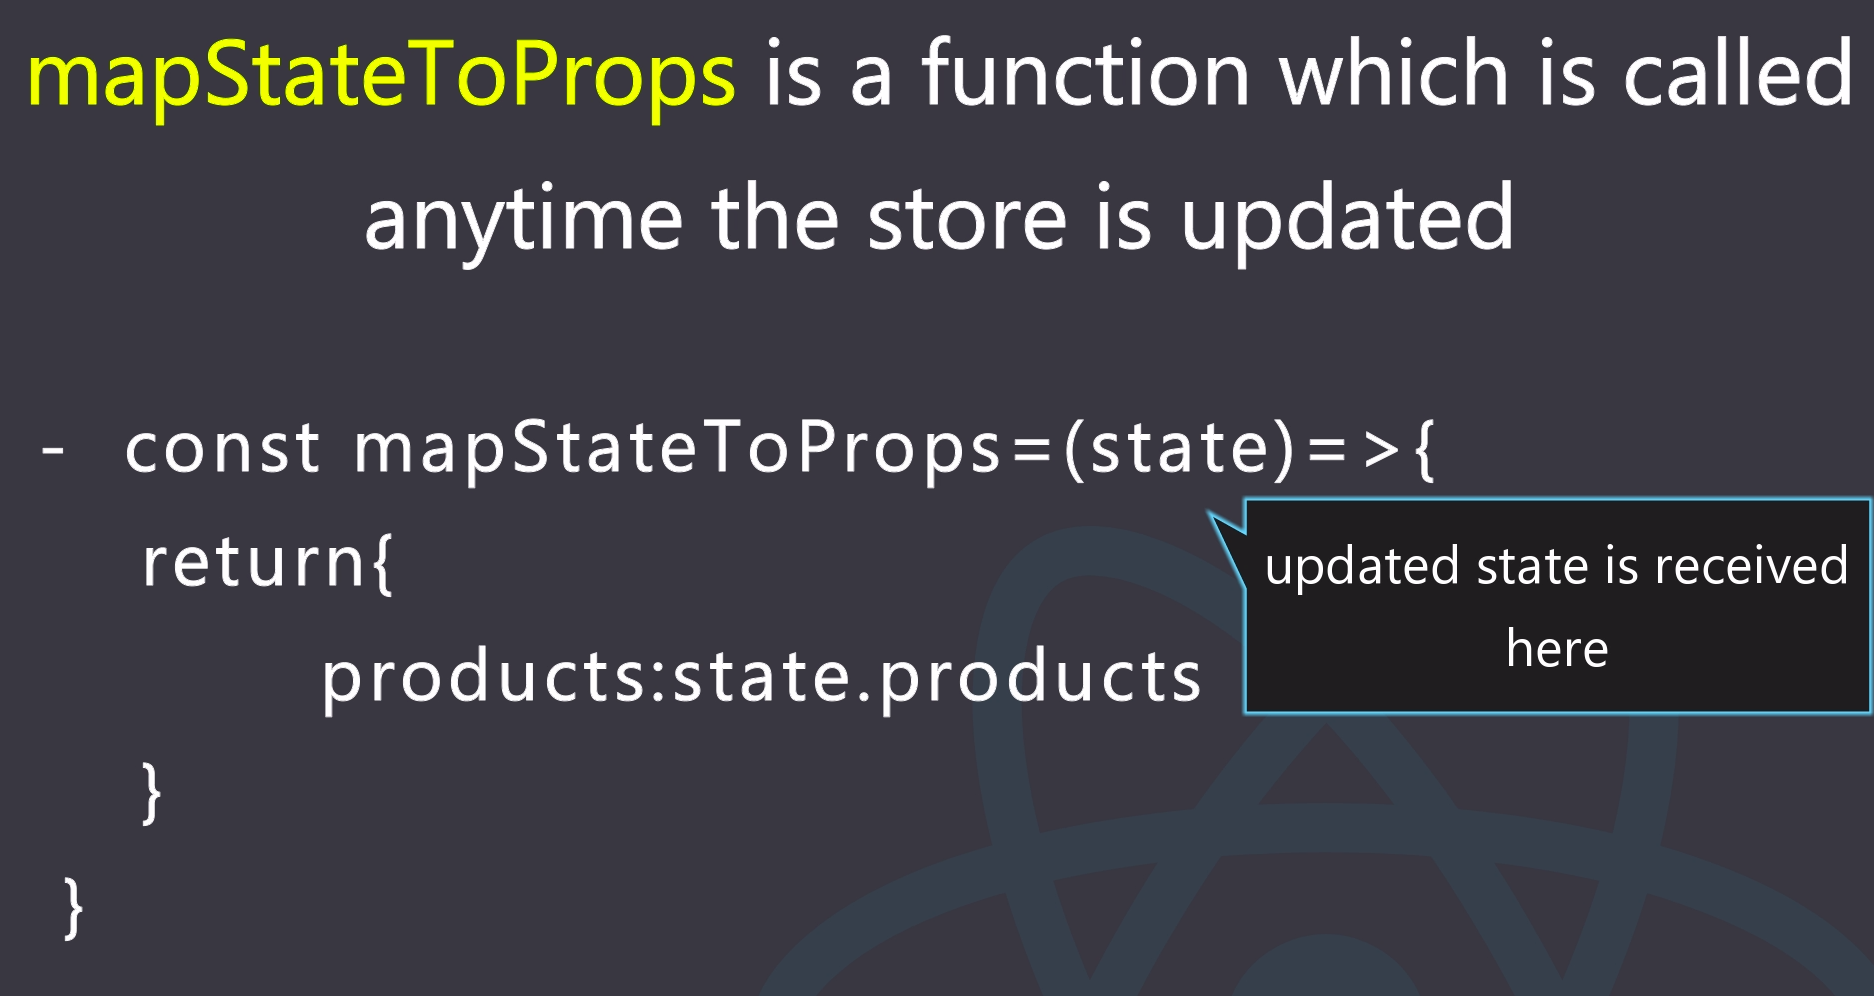 mapStateToProps is a function which is called
anytime the store is updated
- const mapStateToProps=(state)=>{
return{
updated state is received
here
products:state.products
}
}